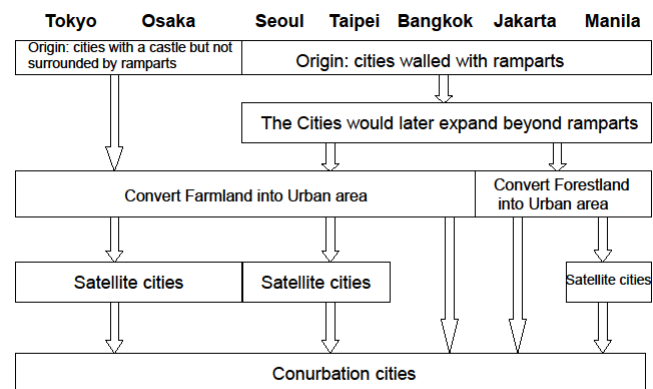 Tokyo Osaka Seoul Taipei Bangkok Jakarta Manila
Origin: cities with a castle but not
surrounded by ramparts
Origin: cities walled with ramparts
The Cities would later expand beyond ramparts
Convert Farmland into Urban area
Convert Forestland
into Urban area
Satellite cities
Satellite cities
Satellite cities
Conurbation cities